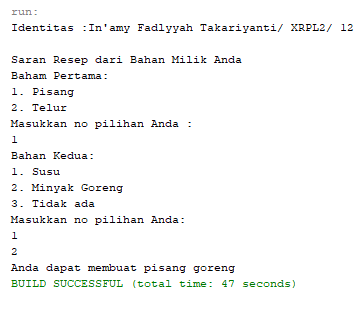 run:
Identitas :In'amy Fadlyyah Takariyanti/ XRPL2/ 12
Saran Resep dari Bahan Milik Anda
Baham Pertama:
1. Pisang
2. Telur
Masukkan no pilihan Anda :
1
Bahan Kedua:
1. Susu
2. Minyak Goreng
3. Tidak ada
Masukkan no pilihan Anda:
1
2
Anda dapat membuat pisang goreng
BUILD SUCCESSFUL (total time: 47 seconds)